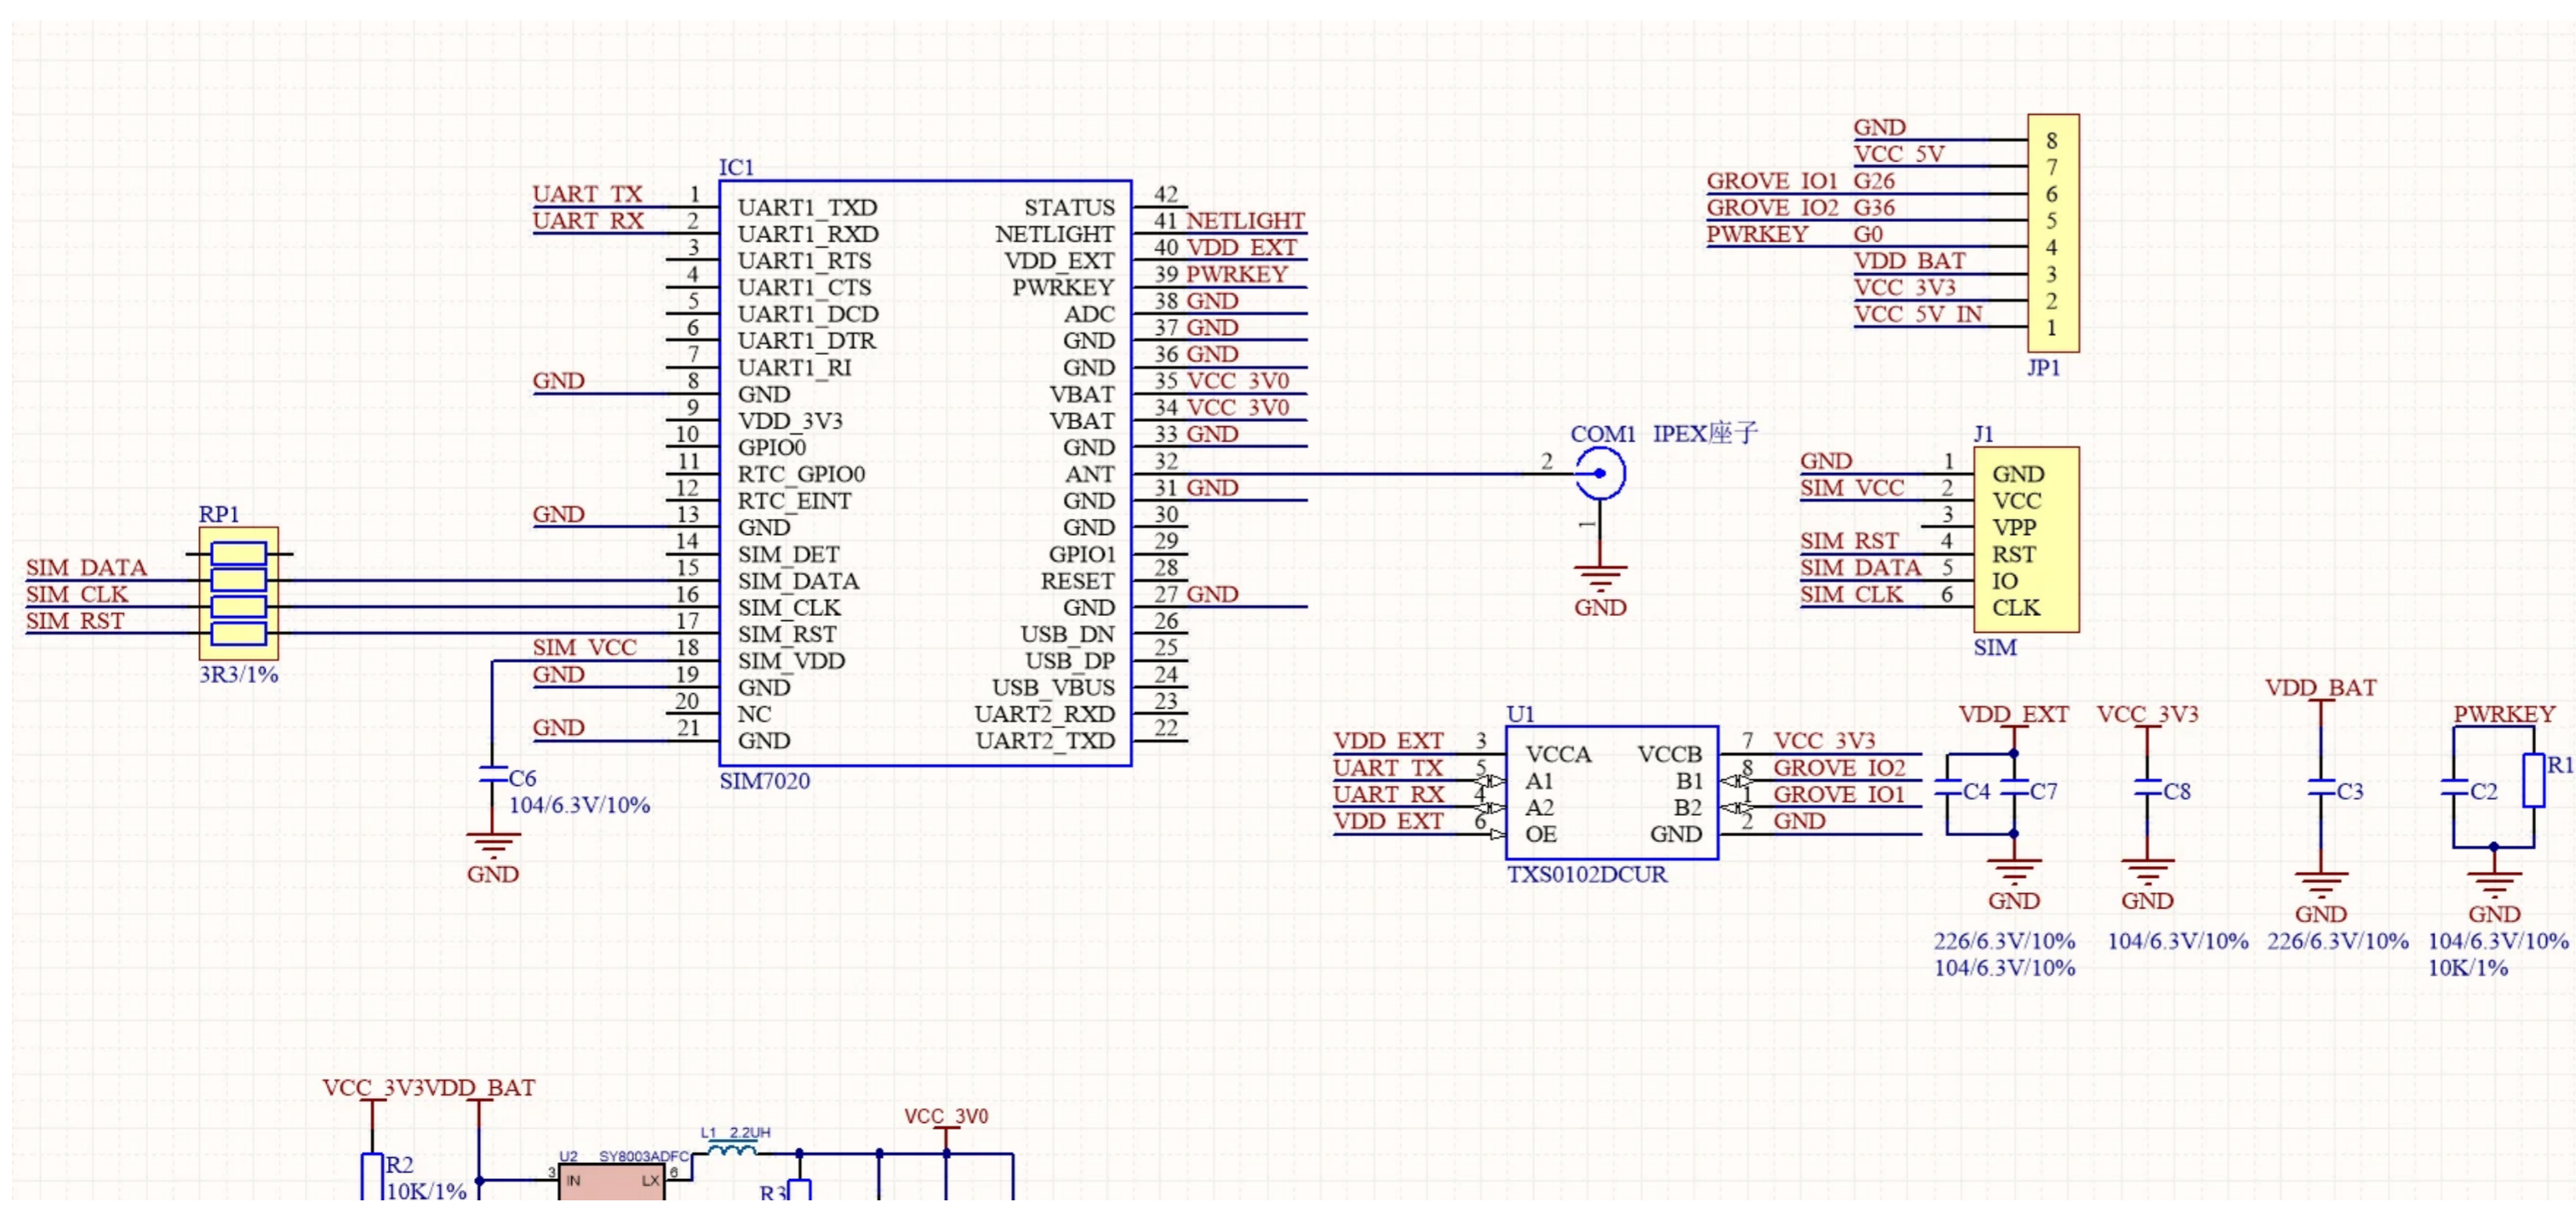 IC1
UART_TX 1 UART1_TXD
UART_RX 2 UART1_RXD
3 UART1_RTS
4 UART1_CTS
5 UART1_DCD
6 UART1_DTR
7 UART1_RI
GND 8 GND
9 VDD_3V3
10 GPIO0
11 RTC_GPIO0
12 RTC_EINT
GND 13 GND
14 SIM_DET
15 SIM_DATA
16 SIM_CLK
17 SIM_RST
SIM_VCC 18 SIM_VDD
GND 19 GND
20 NC
GND 21 GND
STATUS 42
NETLIGHT 41 NETLIGHT
VDD_EXT 40 VDD_EXT
PWRKEY 39 PWRKEY
ADC 38 GND
GND 37 GND
GND 36 GND
VBAT 35 VCC_3V0
VBAT 34 VCC_3V0
GND 33 GND
ANT 32
GND 31 GND
GND 30
GPIO1 29
RESET 28
GND 27 GND
USB_DN 26
USB_DP 25
USB_VBUS 24
UART2_RXD 23
UART2_TXD 22
SIM7020
RP1
SIM_DATA
SIM_CLK
SIM_RST
3R3/1%
C6
104/6.3V/10%
GND
COM1 IPEX座子
2
1
GND
GND 8
VCC_5V 7
GROVE_IO1 G26 6
GROVE_IO2 G36 5
PWRKEY G0 4
VDD_BAT 3
VCC_3V3 2
VCC_5V_IN 1
JP1
J1
GND 1 GND
SIM_VCC 2 VCC
3 VPP
SIM_RST 4 RST
SIM_DATA 5 IO
SIM_CLK 6 CLK
SIM
U1
VDD_EXT 3 VCCA VCCB 7 VCC_3V3
UART_TX 5 A1 B1 8 GROVE_IO2
UART_RX 4 A2 B2 1 GROVE_IO1
VDD_EXT 6 OE GND 2 GND
TXS0102DCUR
VDD_EXT
C4 C7
GND
226/6.3V/10%
104/6.3V/10%
VCC_3V3
C8
GND
104/6.3V/10%
VDD_BAT
C3
GND
226/6.3V/10%
PWRKEY
C2 R1
GND
104/6.3V/10%
10K/1%
VCC_3V3 VDD_BAT
R2
10K/1%
U2 SY8003ADFC
3 IN LX 6
L1 2.2UH
R3
VCC_3V0